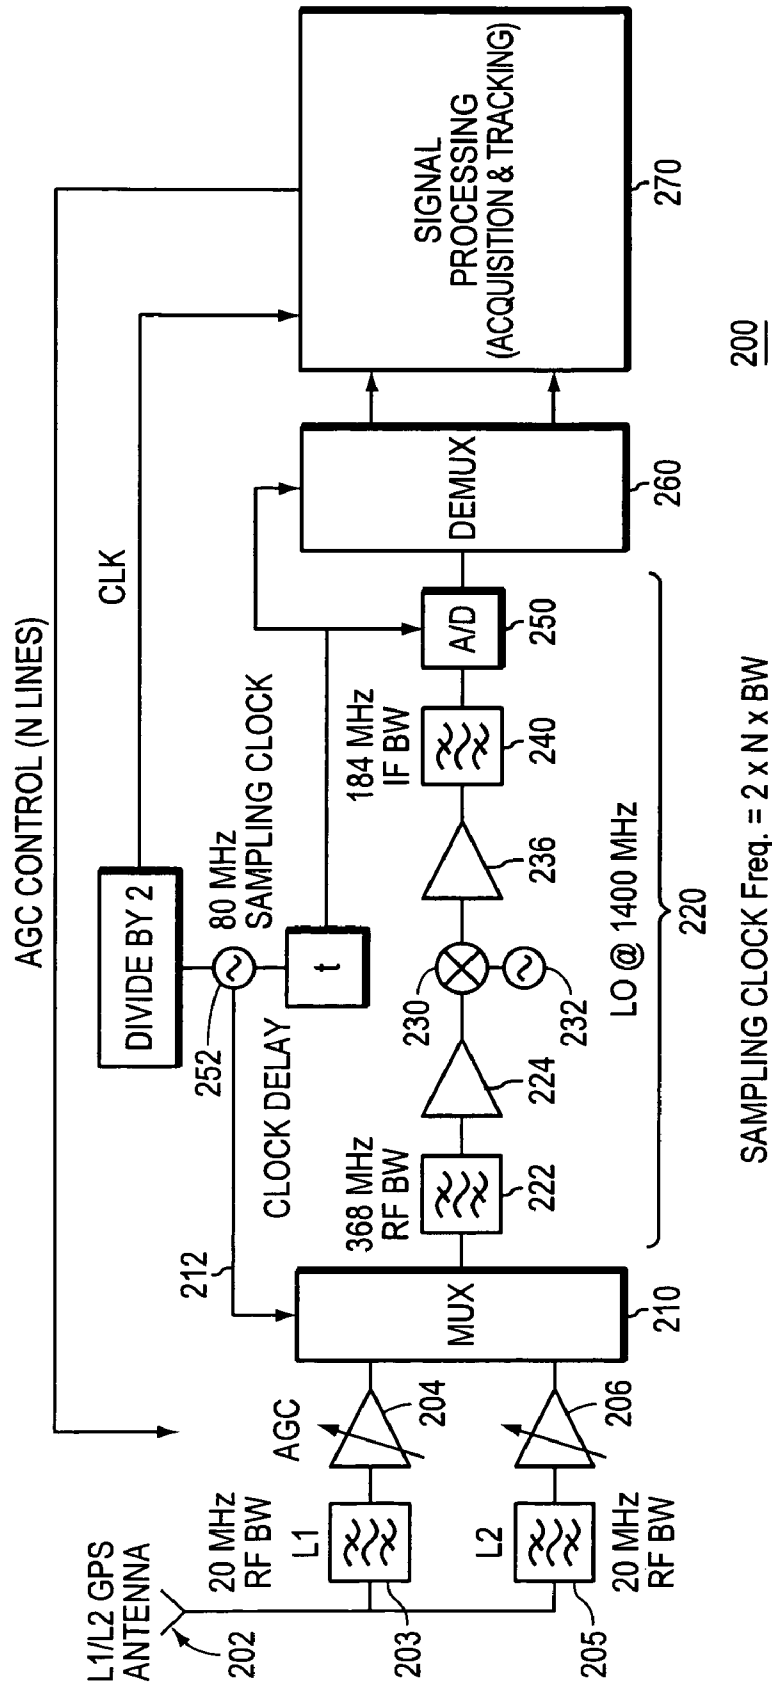 AGC CONTROL (N LINES)
CLK
DIVIDE BY 2
252
80 MHz
SAMPLING CLOCK
t
CLOCK DELAY
212
L1/L2 GPS
ANTENNA
202
20 MHz
RF BW
L1
203
AGC
204
L2
205
20 MHz
RF BW
206
MUX
210
368 MHz
RF BW
222
224
230
232
236
184 MHz
IF BW
240
A/D
250
LO @ 1400 MHz
220
DEMUX
260
SIGNAL
PROCESSING
(ACQUISITION & TRACKING)
270
200
SAMPLING CLOCK Freq. = 2 x N x BW